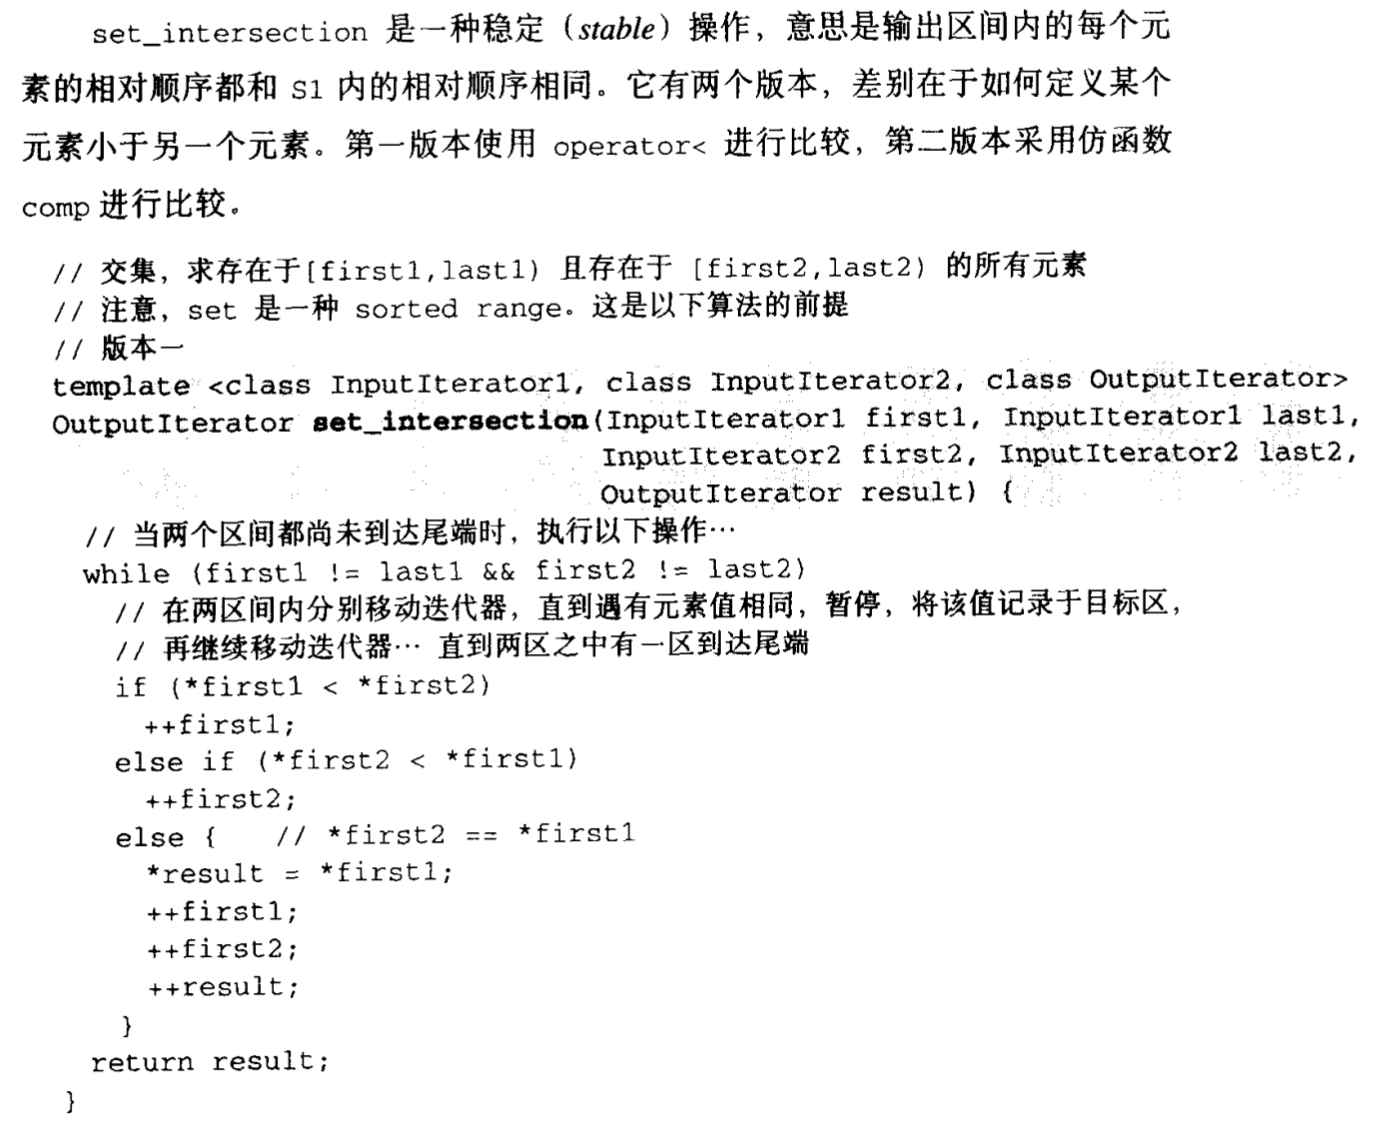 set_intersection 是一种稳定（stable）操作，意思是输出区间内的每个元
素的相对顺序都和 S1 内的相对顺序相同。它有两个版本，差别在于如何定义某个
元素小于另一个元素。第一版本使用 operator< 进行比较，第二版本采用仿函数
comp 进行比较。
// 交集，求存在于[first1,last1) 且存在于 [first2,last2) 的所有元素
// 注意，set 是一种 sorted range。这是以下算法的前提
// 版本一
template <class InputIterator1, class InputIterator2, class OutputIterator>
OutputIterator set_intersection(InputIterator1 first1, InputIterator1 last1,
InputIterator2 first2, InputIterator2 last2,
OutputIterator result) {
// 当两个区间都尚未到达尾端时，执行以下操作…
while (first1 != last1 && first2 != last2)
// 在两区间内分别移动迭代器，直到遇有元素值相同，暂停，将该值记录于目标区，
// 再继续移动迭代器… 直到两区之中有一区到达尾端
if (*first1 < *first2)
++first1;
else if (*first2 < *first1)
++first2;
else { // *first2 == *first1
*result = *first1;
++first1;
++first2;
++result;
}
return result;
}